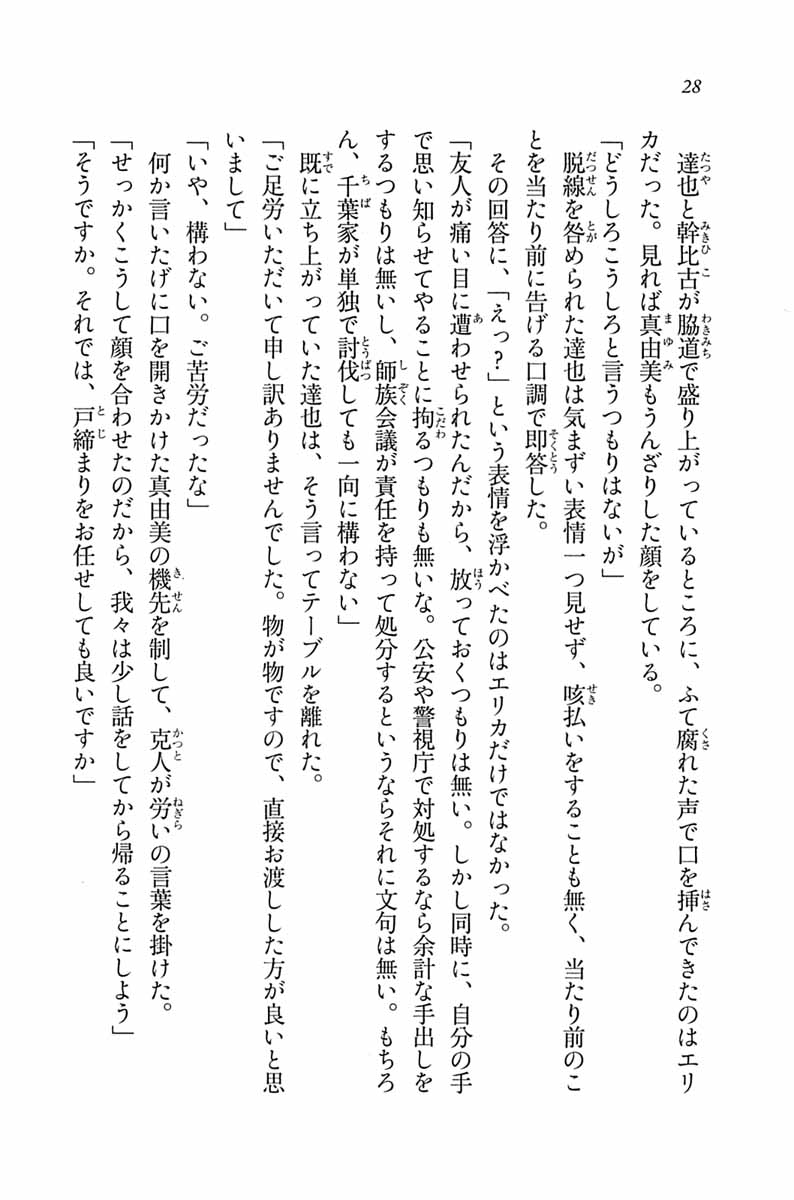 28
達也と幹比古が脇道で盛り上がっているところに、ふて腐れた声で口を挿んできたのはエリ
カだった。見れば真由美もうんざりした顔をしている。
「どうしろこうしろと言うつもりはないが」
脱線を咎められた達也は気まずい表情一つ見せず、咳払いをすることも無く、当たり前のこ
とを当たり前に告げる口調で即答した。
その回答に、「えっ？」という表情を浮かべたのはエリカだけではなかった。
「友人が痛い目に遭わせられたんだから、放っておくつもりは無い。しかし同時に、自分の手
で思い知らせてやることに拘るつもりも無いな。公安や警視庁で対処するなら余計な手出しを
するつもりは無いし、師族会議が責任を持って処分するというならそれに文句は無い。もちろ
ん、千葉家が単独で討伐しても一向に構わない」
既に立ち上がっていた達也は、そう言ってテーブルを離れた。
「ご足労いただいて申し訳ありませんでした。物が物ですので、直接お渡しした方が良いと思
いまして」
「いや、構わない。ご苦労だったな」
何か言いたげに口を開きかけた真由美の機先を制して、克人が労いの言葉を掛けた。
「せっかくこうして顔を合わせたのだから、我々は少し話をしてから帰ることにしよう」
「そうですか。それでは、戸締まりをお任せしても良いですか」